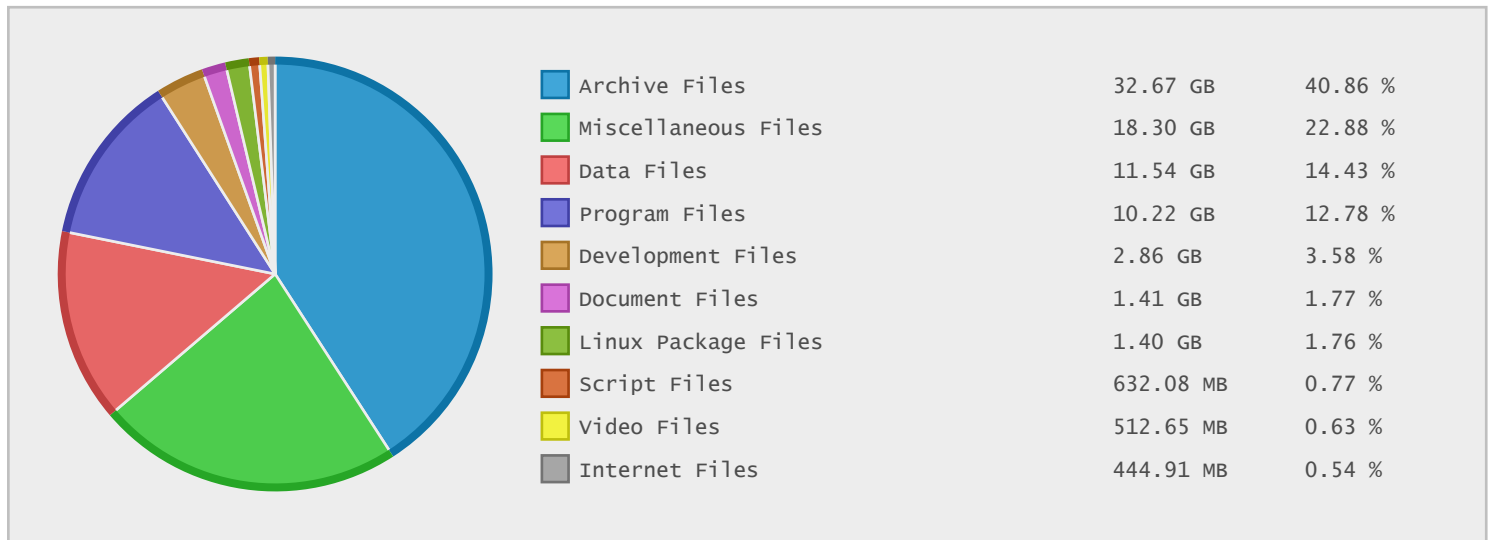 Archive Files 32.67 GB 40.86 %
Miscellaneous Files 18.30 GB 22.88 %
Data Files 11.54 GB 14.43 %
Program Files 10.22 GB 12.78 %
Development Files 2.86 GB 3.58 %
Document Files 1.41 GB 1.77 %
Linux Package Files 1.40 GB 1.76 %
Script Files 632.08 MB 0.77 %
Video Files 512.65 MB 0.63 %
Internet Files 444.91 MB 0.54 %